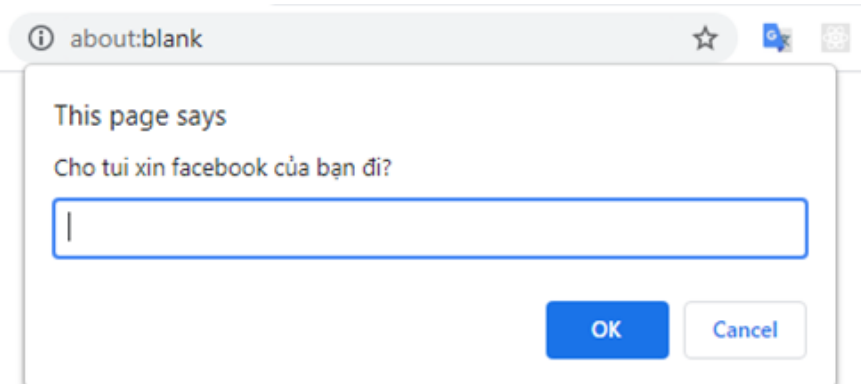 about:blank
This page says
Cho tui xin facebook của bạn đi?
OK Cancel